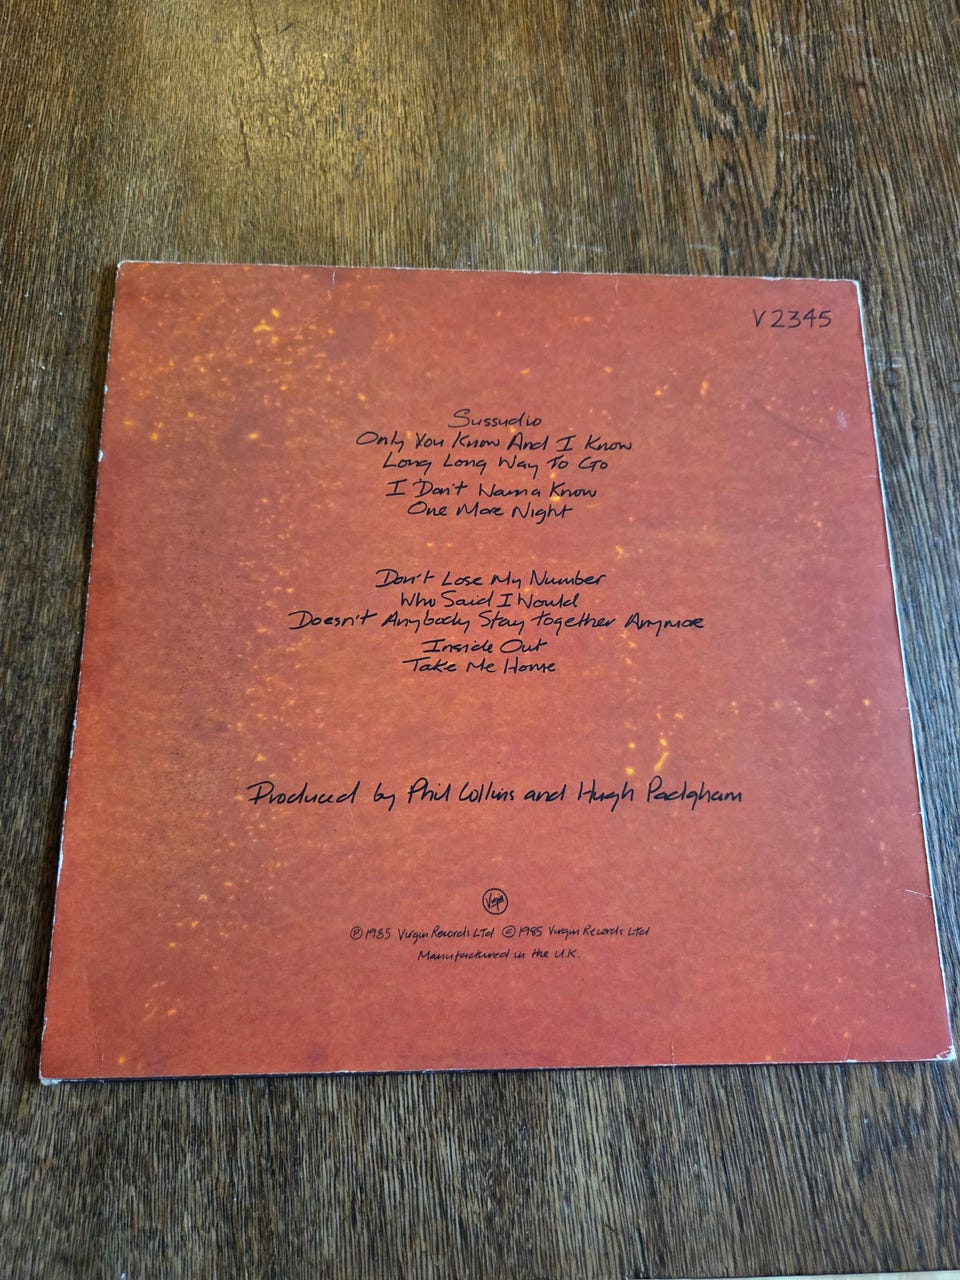 V2345
Sussudio
Only You Know And I Know
Long Long Way To Go
I Don't Wanna Know
One More Night
Don't Lose My Number
Who Said I Would
Doesn't Anybody Stay Together Anymore
Inside Out
Take Me Home
Produced by Phil Collins and Hugh Padgham
Virgin
℗ 1985 Virgin Records Ltd © 1985 Virgin Records Ltd
Manufactured in the U.K.